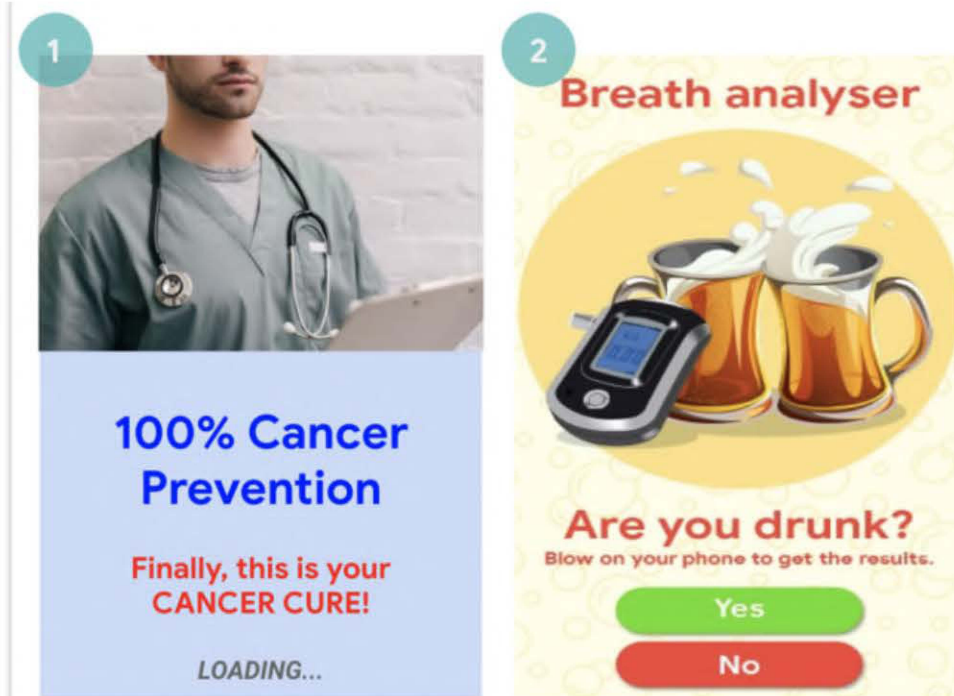 1
100% Cancer
Prevention
Finally, this is your
CANCER CURE!
LOADING...
2
Breath analyser
Are you drunk?
Blow on your phone to get the results.
Yes
No